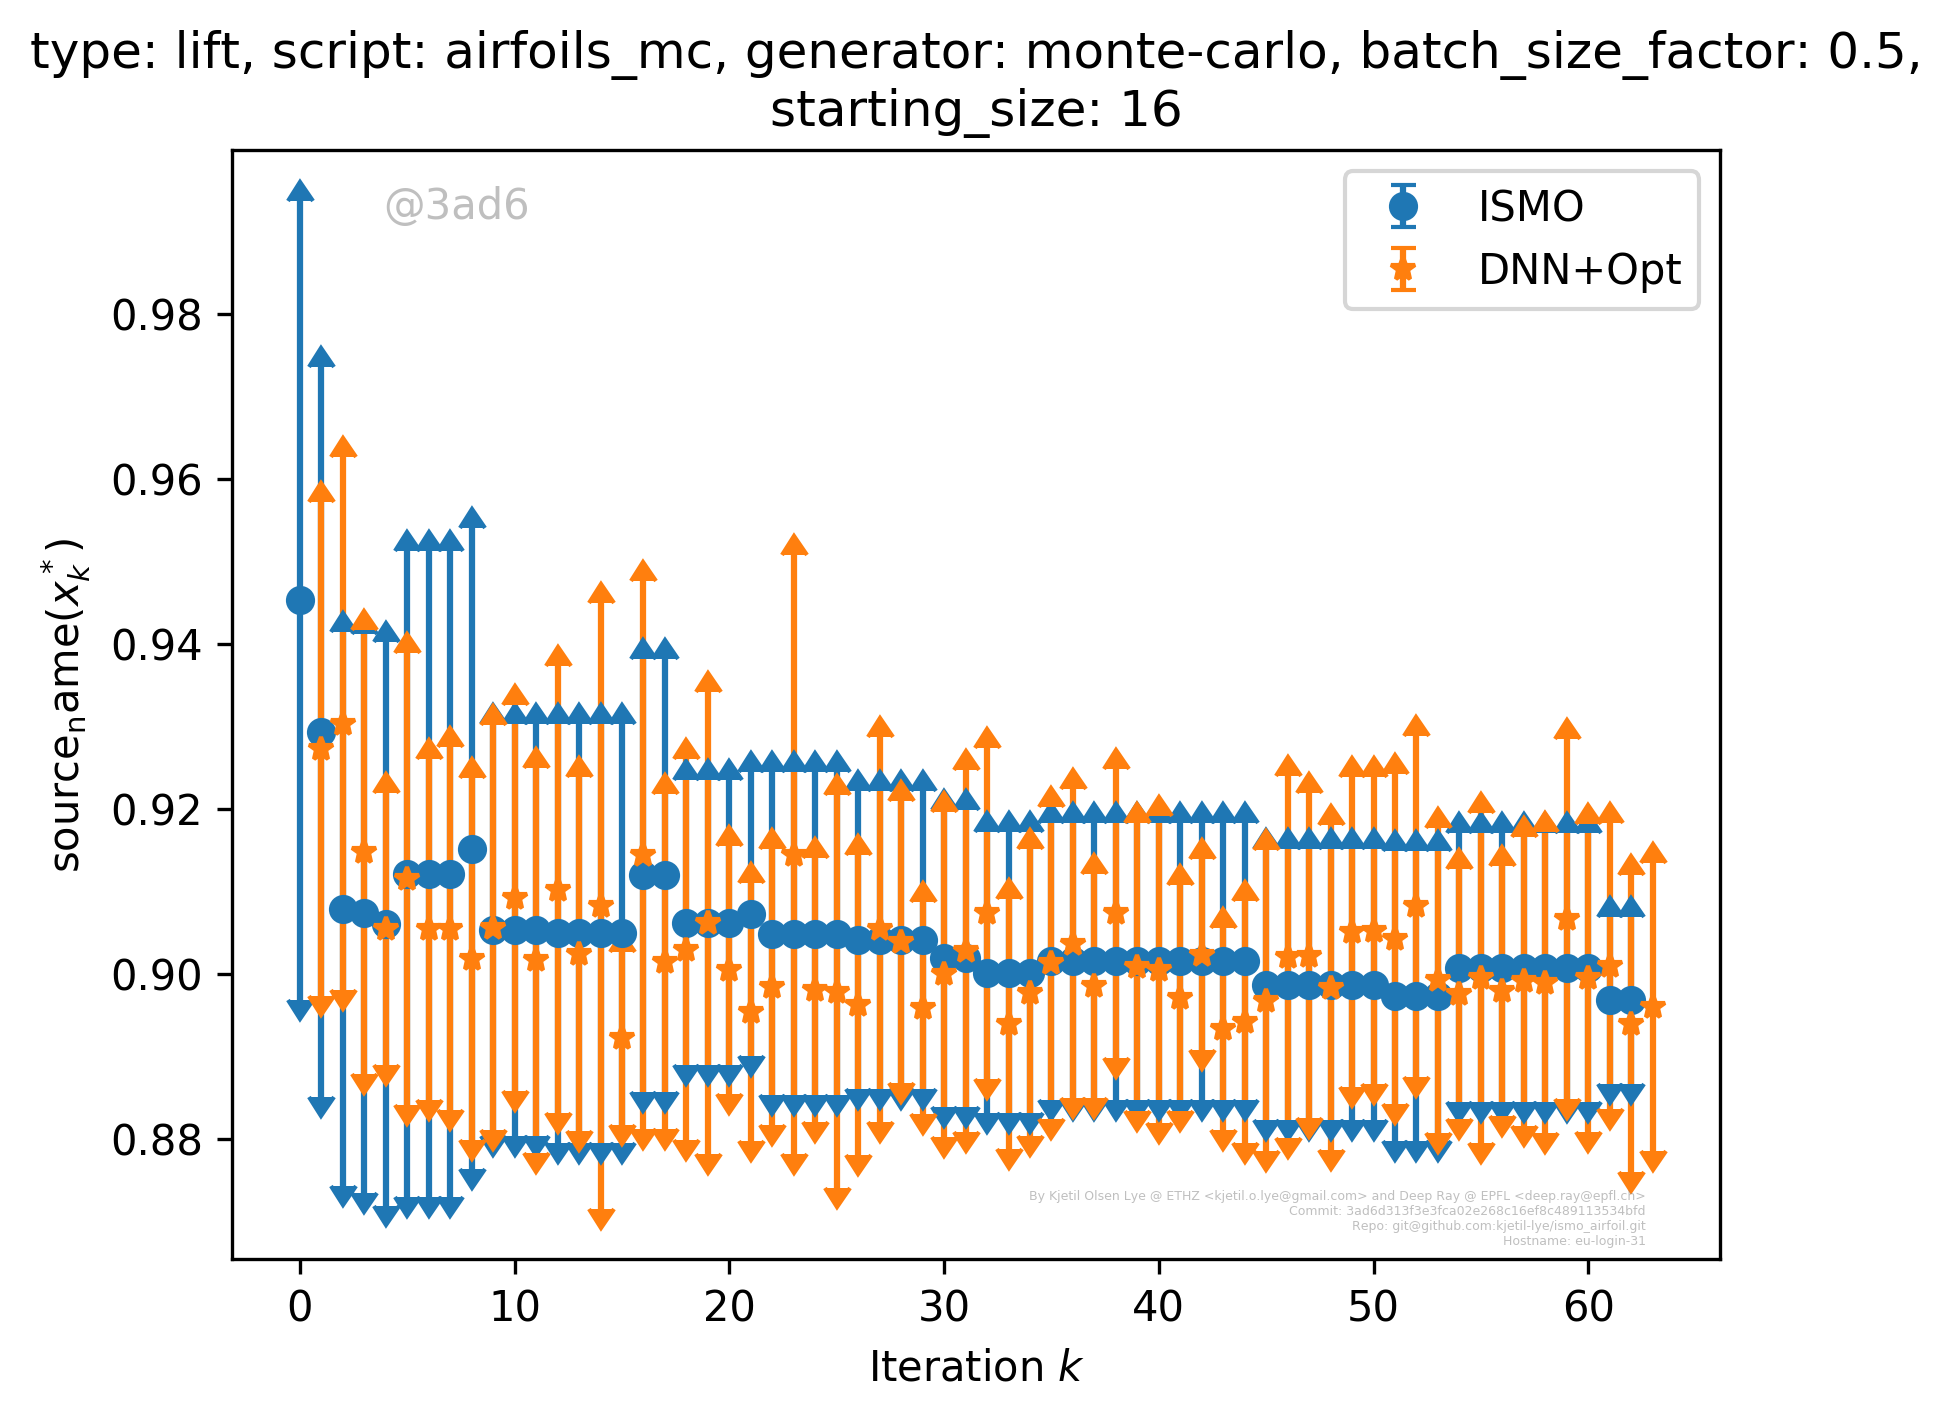 type: lift, script: airfoils_mc, generator: monte-carlo, batch_size_factor: 0.5,
starting_size: 16
@3ad6
ISMO
DNN+Opt
source_name(x_k^*)
0.98
0.96
0.94
0.92
0.90
0.88
By Kjetil Olsen Lye @ ETHZ <kjetil.o.lye@gmail.com> and Deep Ray @ EPFL <deep.ray@epfl.ch>
Commit: 3ad6d313f3e3fca02e268c16ef8c489113534bfd
Repo: git@github.com:kjetil-lye/ismo_airfoil.git
Hostname: eu-login-31
0 10 20 30 40 50 60
Iteration k